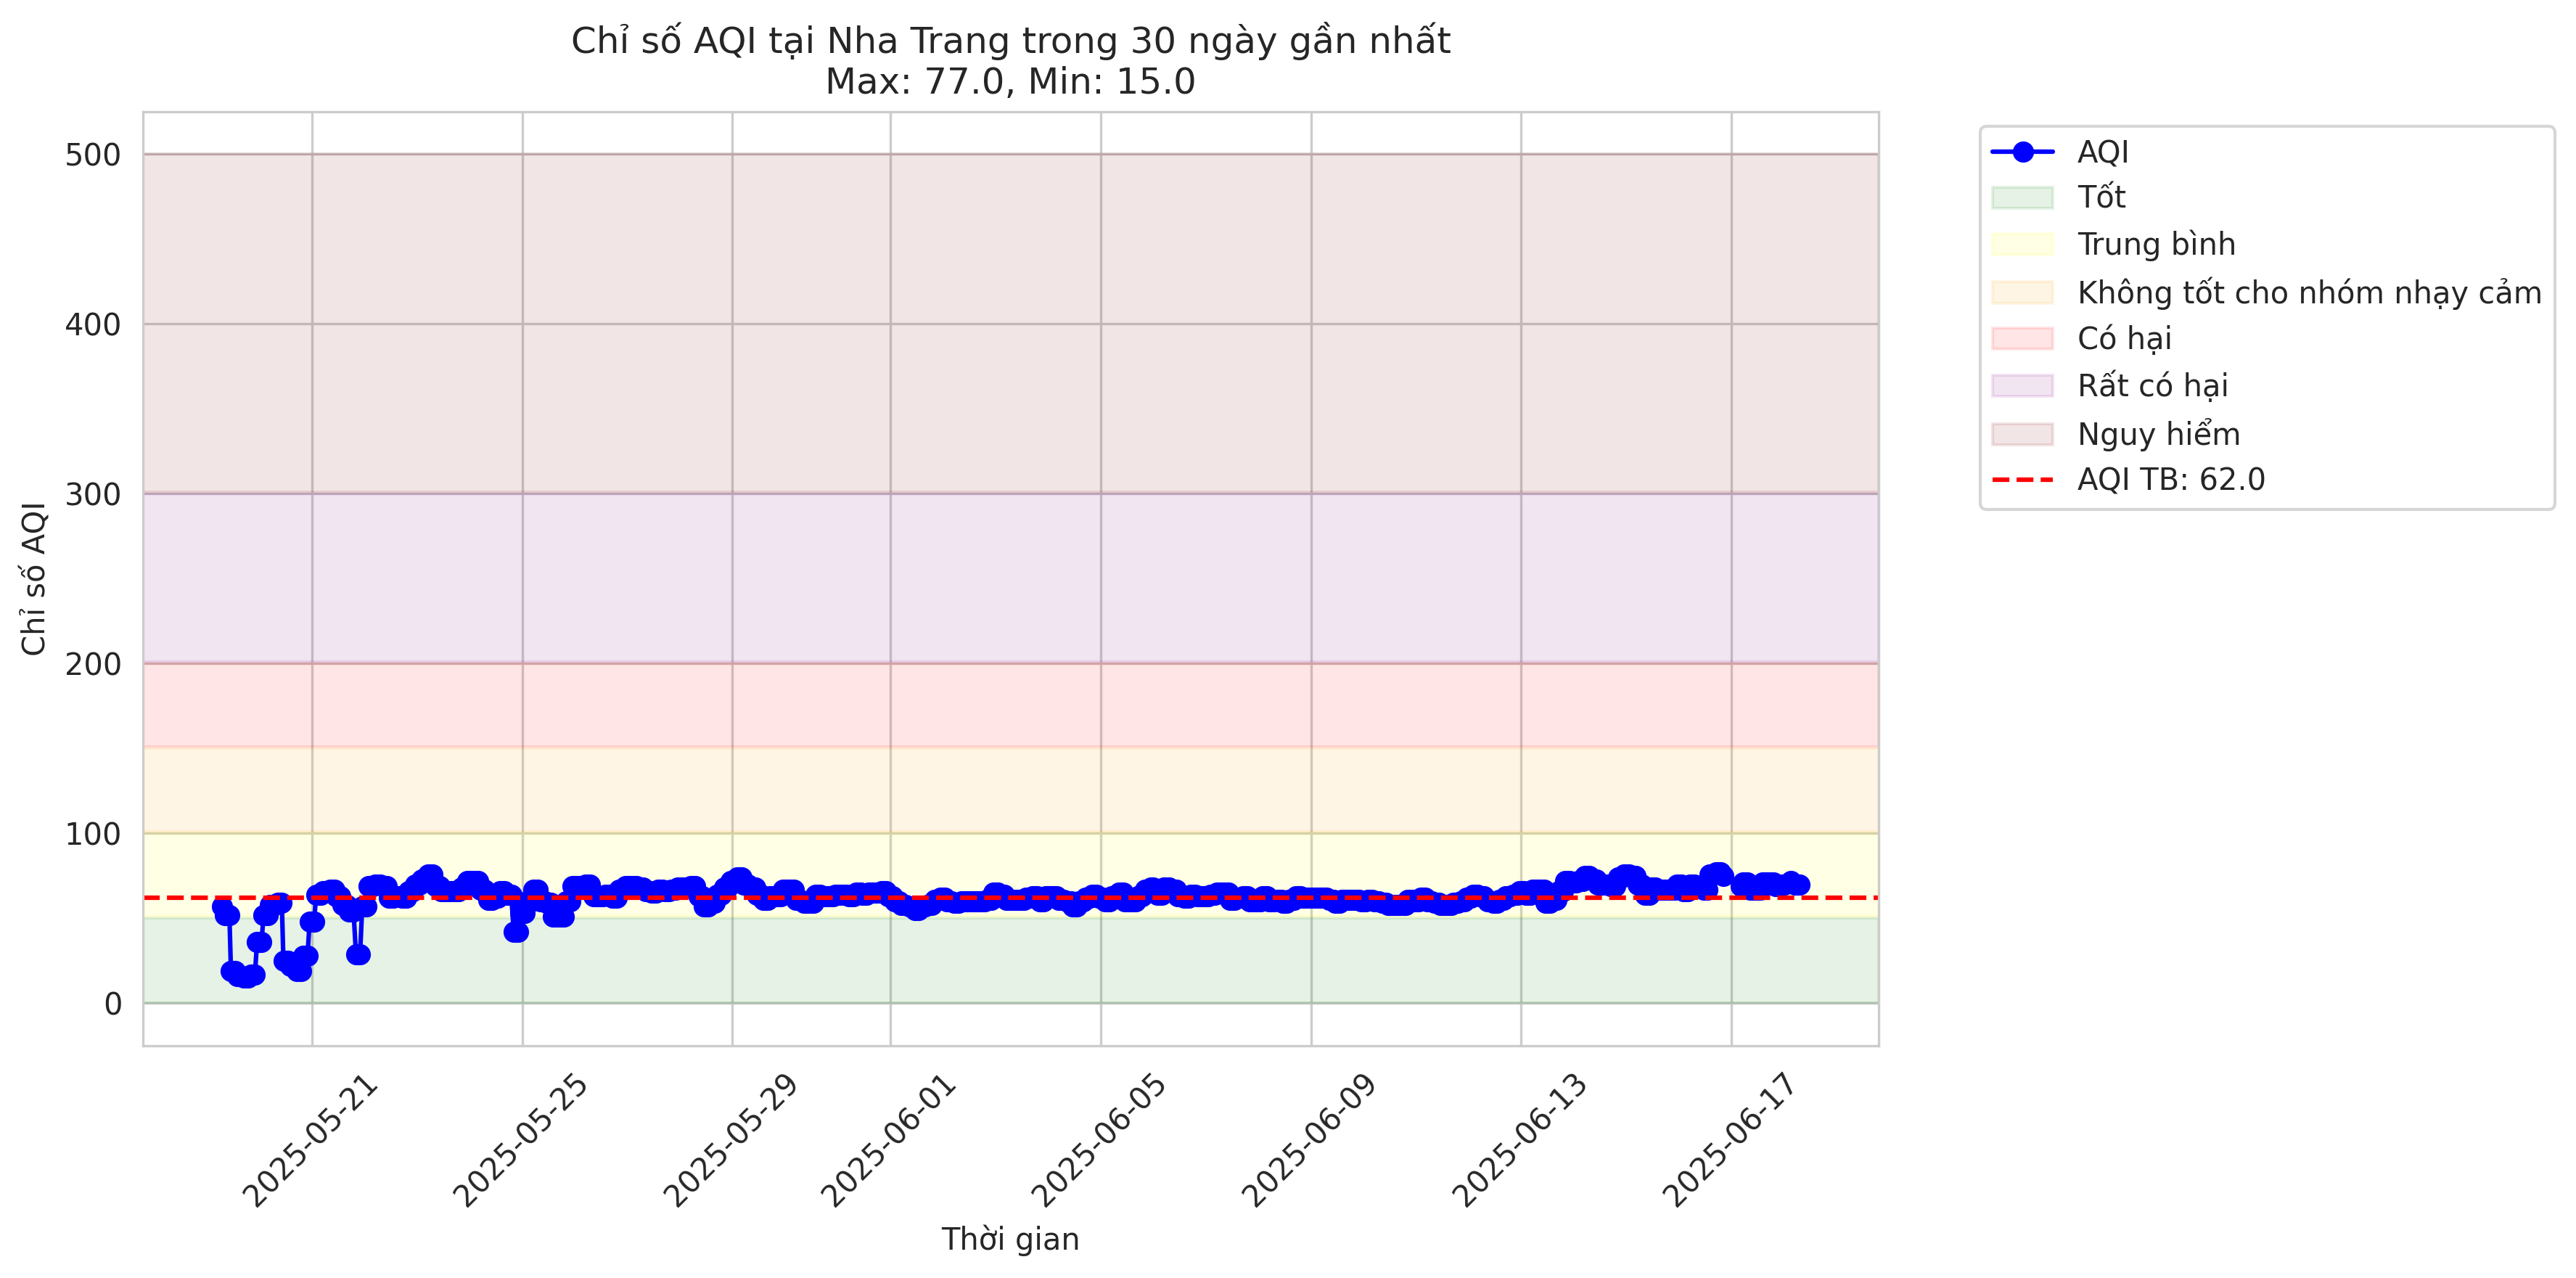 Chỉ số AQI tại Nha Trang trong 30 ngày gần nhất
Max: 77.0, Min: 15.0
Chỉ số AQI
500
400
300
200
100
0
2025-05-21
2025-05-25
2025-05-29
2025-06-01
2025-06-05
2025-06-09
2025-06-13
2025-06-17
Thời gian
AQI
Tốt
Trung bình
Không tốt cho nhóm nhạy cảm
Có hại
Rất có hại
Nguy hiểm
AQI TB: 62.0